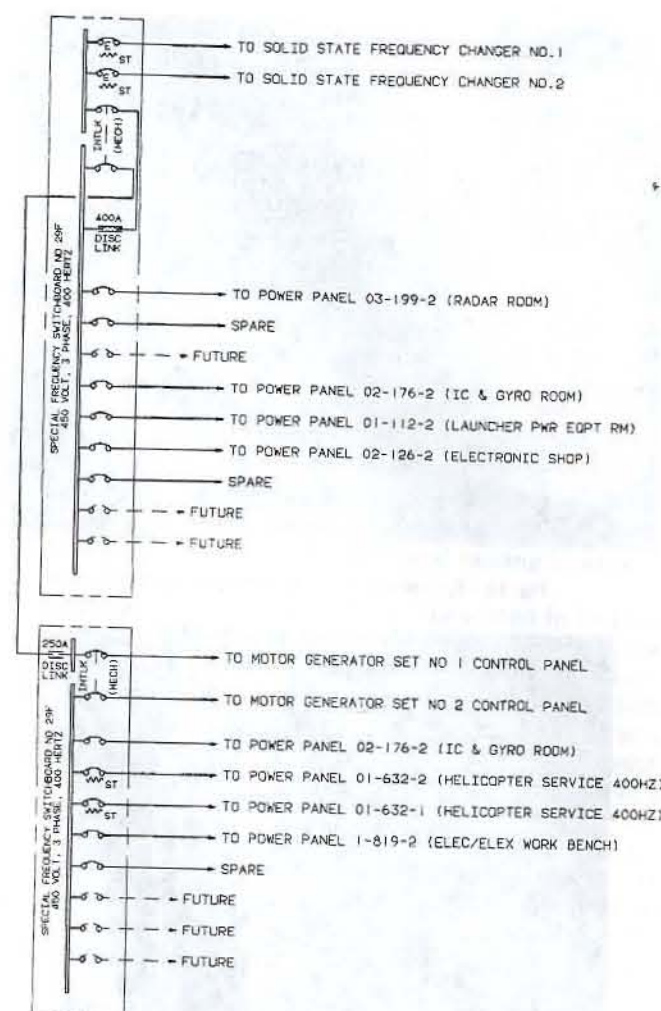 E
ST
TO SOLID STATE FREQUENCY CHANGER NO.1
E
ST
TO SOLID STATE FREQUENCY CHANGER NO.2
INTLK
(MECH)
400A
DISC
LINK
SPECIAL FREQUENCY SWITCHBOARD NO 29F
450 VOLT, 3 PHASE, 400 HERTZ
TO POWER PANEL 03-199-2 (RADAR ROOM)
SPARE
FUTURE
TO POWER PANEL 02-176-2 (IC & GYRO ROOM)
TO POWER PANEL 01-112-2 (LAUNCHER PWR EQPT RM)
TO POWER PANEL 02-126-2 (ELECTRONIC SHOP)
SPARE
FUTURE
FUTURE
250A
DISC
LINK
INTLK
(MECH)
TO MOTOR GENERATOR SET NO 1 CONTROL PANEL
TO MOTOR GENERATOR SET NO 2 CONTROL PANEL
SPECIAL FREQUENCY SWITCHBOARD NO 29F
450 VOLT, 3 PHASE, 400 HERTZ
TO POWER PANEL 02-176-2 (IC & GYRO ROOM)
ST
TO POWER PANEL 01-632-2 (HELICOPTER SERVICE 400HZ)
ST
TO POWER PANEL 01-632-1 (HELICOPTER SERVICE 400HZ)
TO POWER PANEL 1-819-2 (ELEC/ELEX WORK BENCH)
SPARE
FUTURE
FUTURE
FUTURE